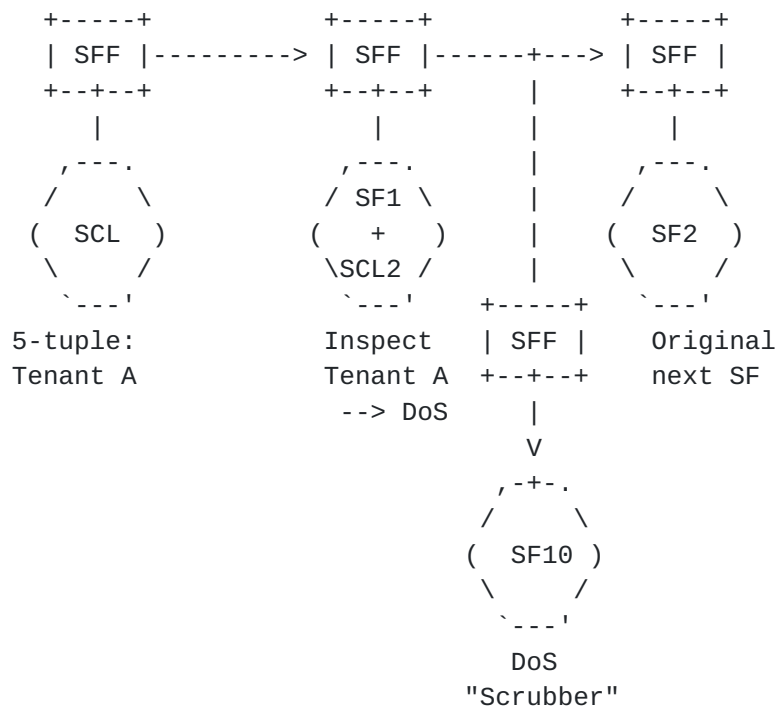 SFF SFF SFF
SF1
SCL + SF2
SCL2
5-tuple: Inspect SFF Original
Tenant A Tenant A next SF
--> DoS
SF10
DoS
"Scrubber"